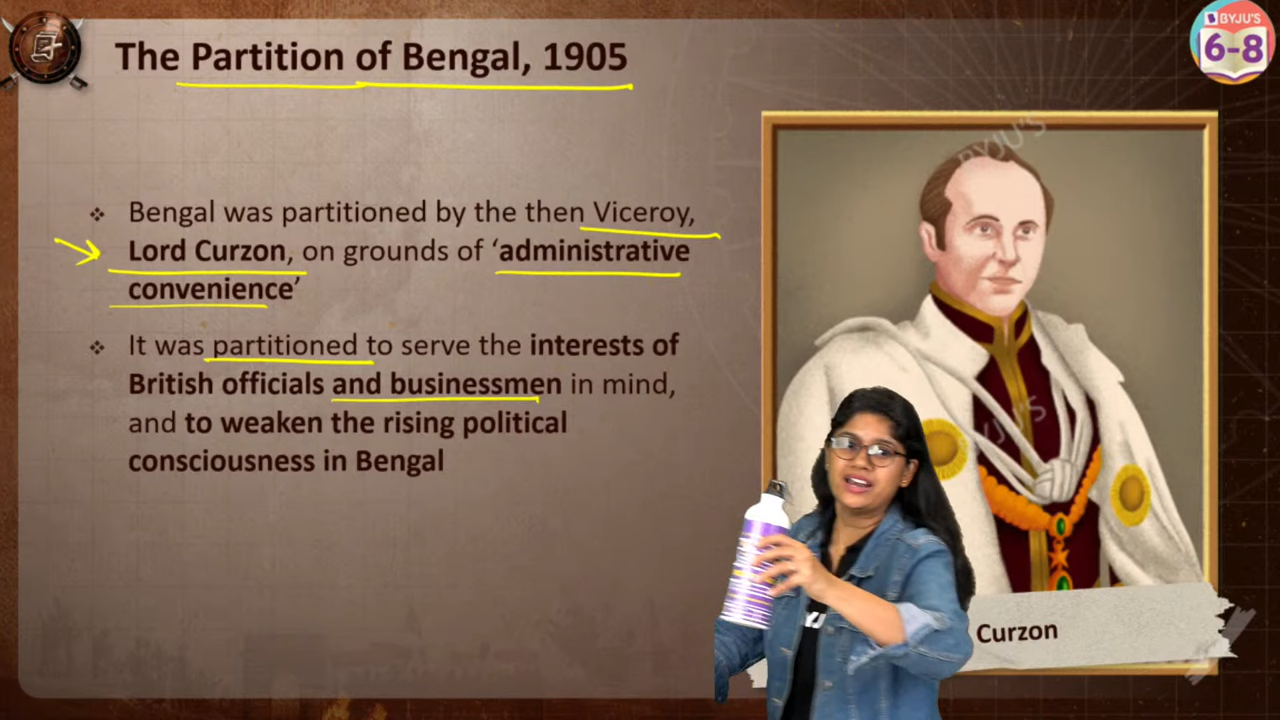 The Partition of Bengal, 1905
BYJU'S
6-8
Bengal was partitioned by the then Viceroy,
Lord Curzon, on grounds of ‘administrative
convenience’
It was partitioned to serve the interests of
British officials and businessmen in mind,
and to weaken the rising political
consciousness in Bengal
BYJU'S
Curzon